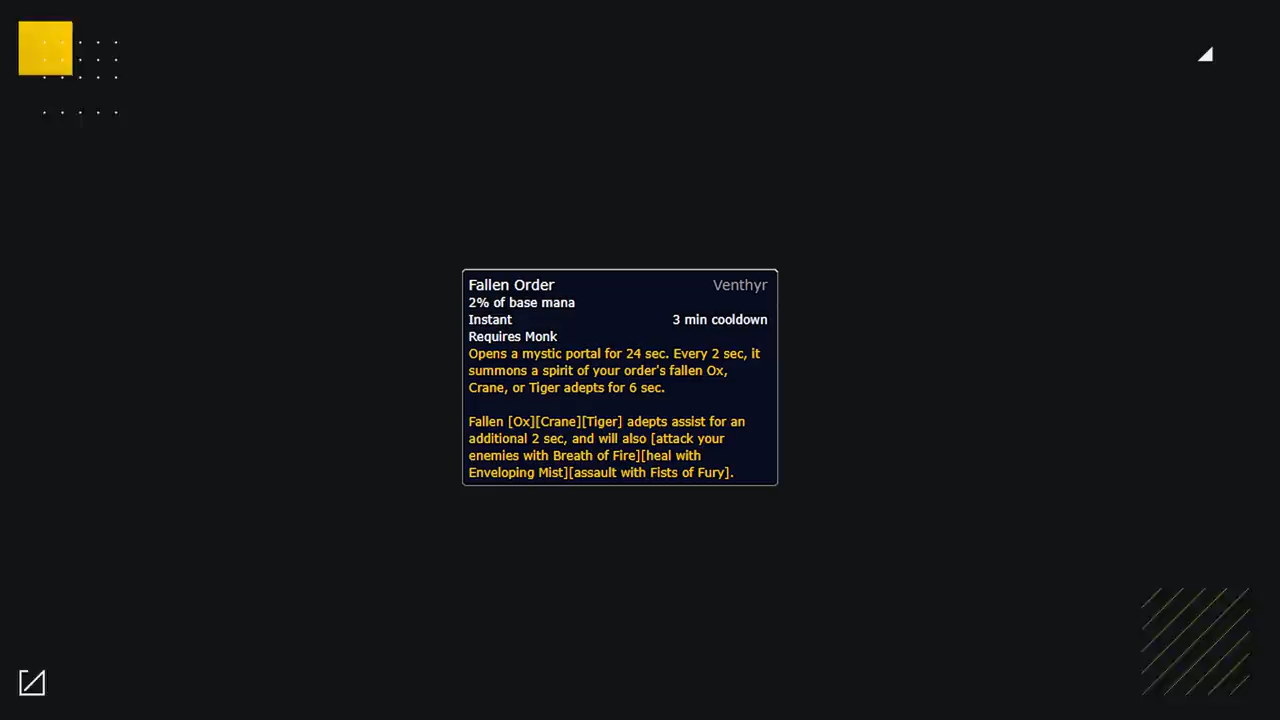 Fallen Order Venthyr
2% of base mana
Instant 3 min cooldown
Requires Monk
Opens a mystic portal for 24 sec. Every 2 sec, it
summons a spirit of your order's fallen Ox,
Crane, or Tiger adepts for 6 sec.
Fallen [Ox][Crane][Tiger] adepts assist for an
additional 2 sec, and will also [attack your
enemies with Breath of Fire][heal with
Enveloping Mist][assault with Fists of Fury].